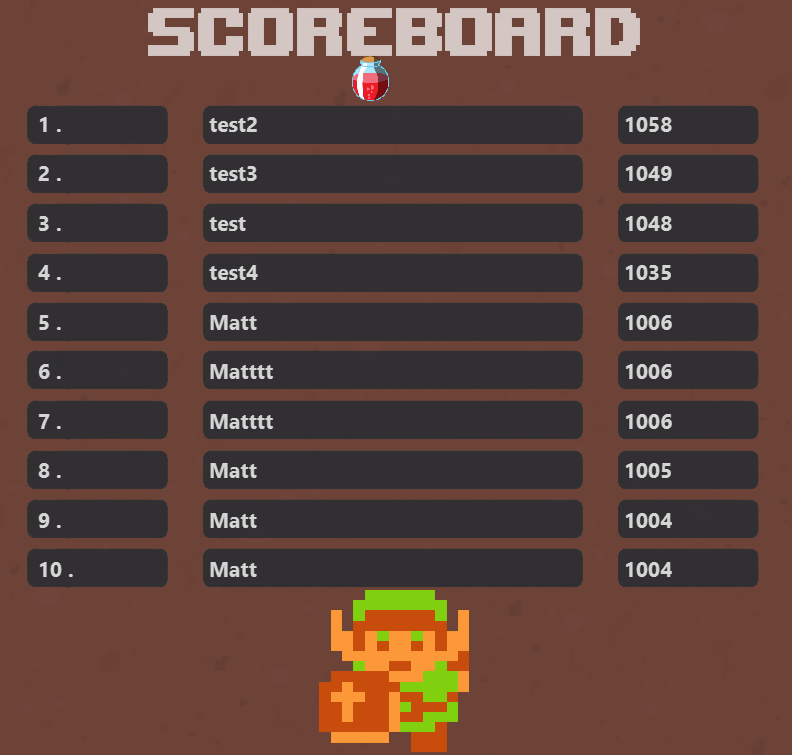 SCOREBOARD
1 . test2 1058
2 . test3 1049
3 . test 1048
4 . test4 1035
5 . Matt 1006
6 . Matttt 1006
7 . Matttt 1006
8 . Matt 1005
9 . Matt 1004
10 . Matt 1004